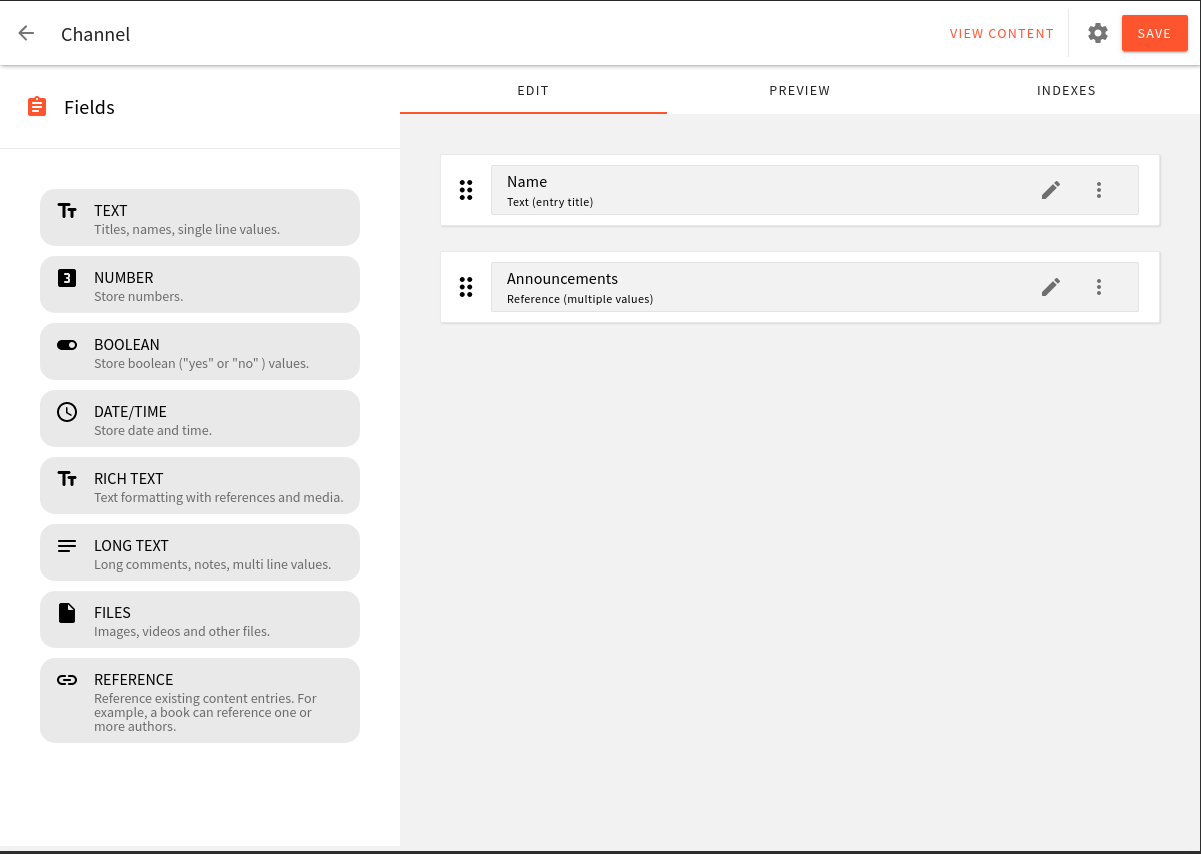 Channel
VIEW CONTENT
SAVE
Fields
EDIT
PREVIEW
INDEXES
TEXT
Titles, names, single line values.
3
NUMBER
Store numbers.
BOOLEAN
Store boolean ("yes" or "no" ) values.
DATE/TIME
Store date and time.
RICH TEXT
Text formatting with references and media.
LONG TEXT
Long comments, notes, multi line values.
FILES
Images, videos and other files.
REFERENCE
Reference existing content entries. For
example, a book can reference one or
more authors.
Name
Text (entry title)
Announcements
Reference (multiple values)